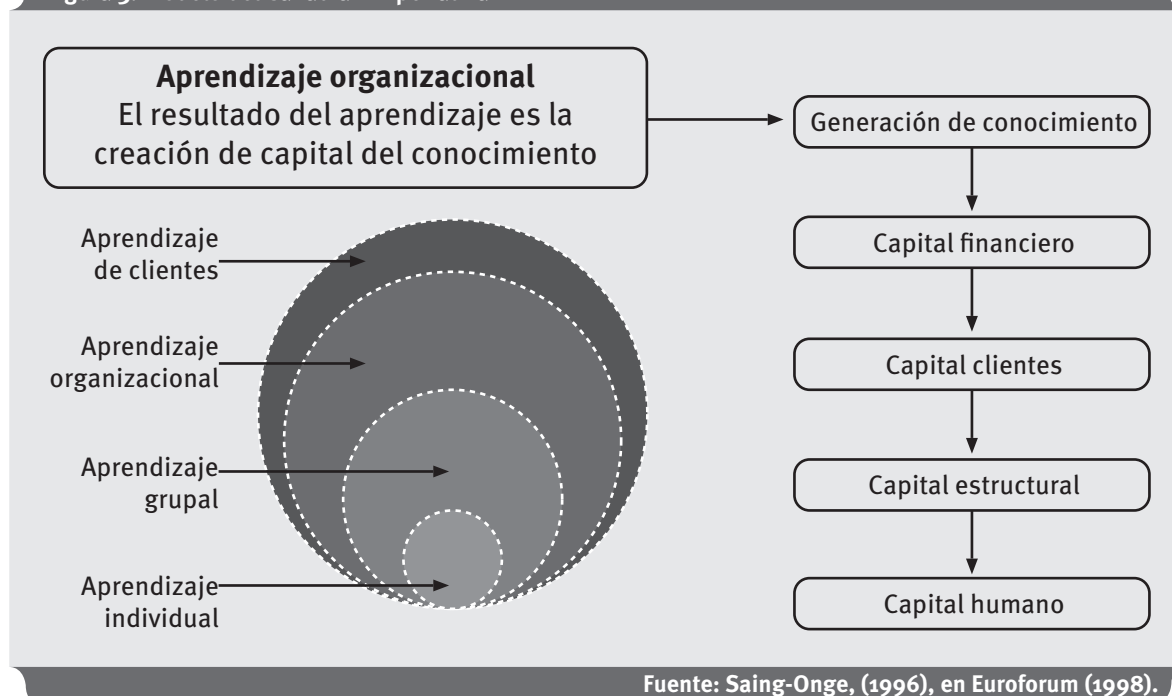 Aprendizaje organizacional
El resultado del aprendizaje es la
creación de capital del conocimiento
Generación de conocimiento
Capital financiero
Capital clientes
Capital estructural
Capital humano
Aprendizaje
de clientes
Aprendizaje
organizacional
Aprendizaje
grupal
Aprendizaje
individual
Fuente: Saing-Onge, (1996), en Euroforum (1998).